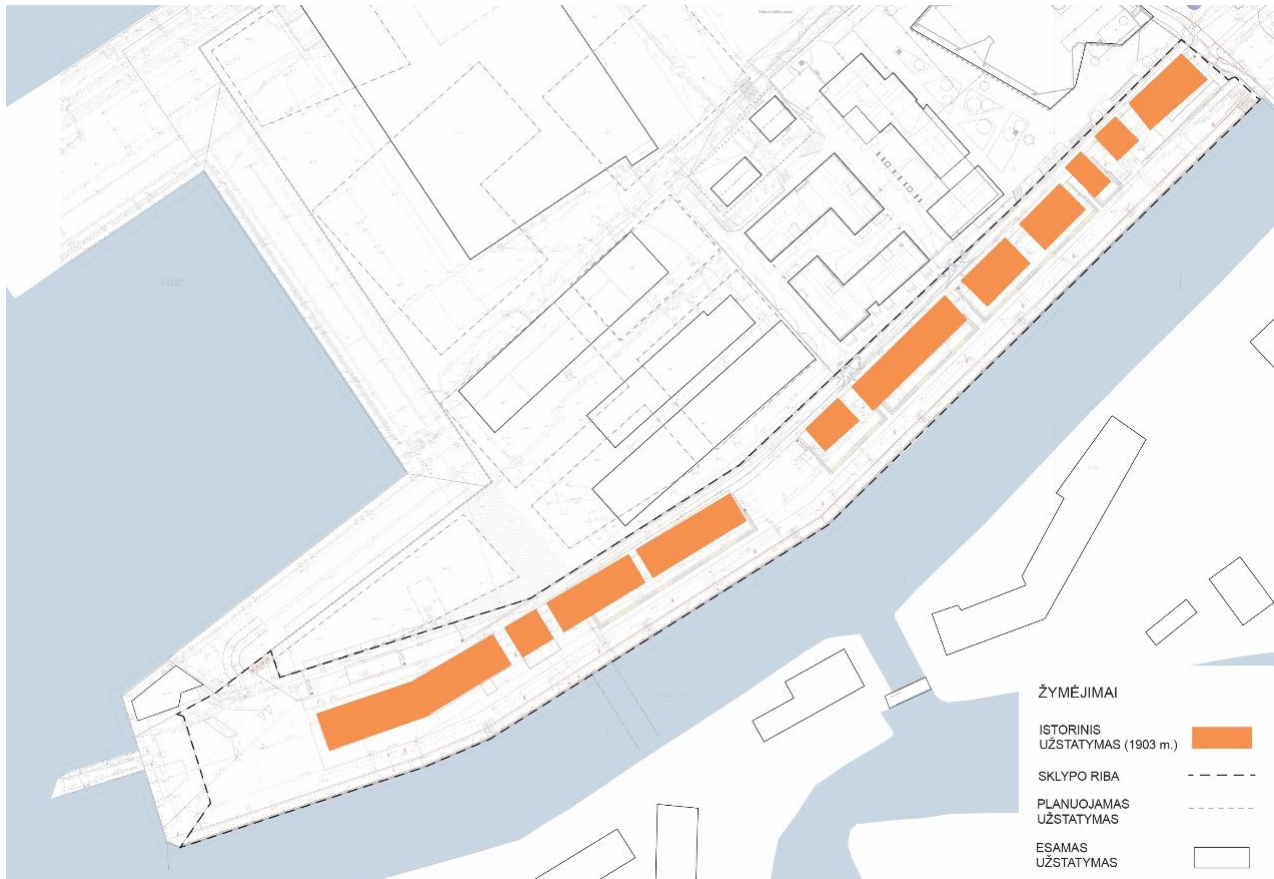 ŽYMĖJIMAI
ISTORINIS
UŽSTATYMAS (1903 m.)
SKLYPO RIBA
PLANUOJAMAS
UŽSTATYMAS
ESAMAS
UŽSTATYMAS